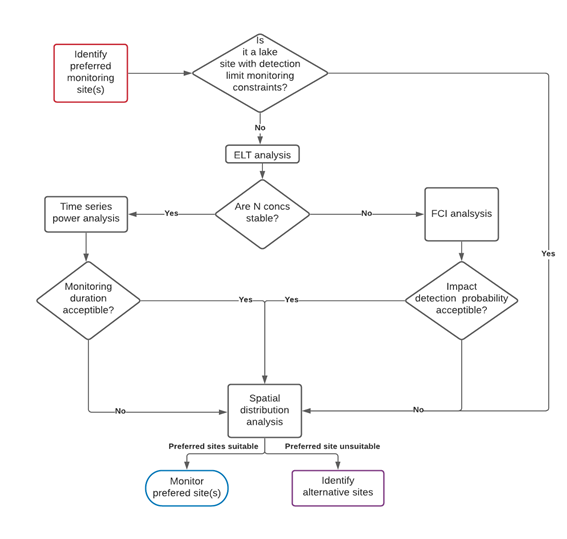 Identify
preferred
monitoring
site(s)
Is
it a lake
site with detection
limit monitoring
constraints?
No
ELT analysis
Time series
power analysis
Yes
Are N concs
stable?
No
FCI analsysis
Yes
Monitoring
duration
acceptible?
Yes
Yes
Impact
detection probability
acceptible?
No
Spatial
distribution
analysis
No
Preferred sites suitable
Preferred site unsuitable
Monitor
prefered site(s)
Identify
alternative sites